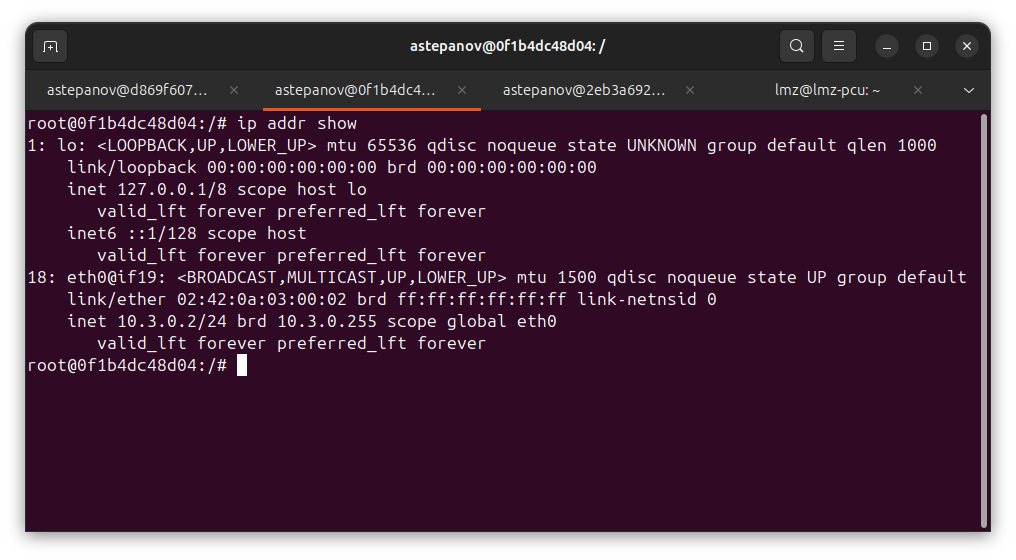 astepanov@0f1b4dc48d04: /
astepanov@d869f607...
astepanov@0f1b4dc4...
astepanov@2eb3a692...
lmz@lmz-pcu: ~
root@0f1b4dc48d04:/# ip addr show
1: lo: <LOOPBACK,UP,LOWER_UP> mtu 65536 qdisc noqueue state UNKNOWN group default qlen 1000
    link/loopback 00:00:00:00:00:00 brd 00:00:00:00:00:00
    inet 127.0.0.1/8 scope host lo
       valid_lft forever preferred_lft forever
    inet6 ::1/128 scope host
       valid_lft forever preferred_lft forever
18: eth0@if19: <BROADCAST,MULTICAST,UP,LOWER_UP> mtu 1500 qdisc noqueue state UP group default
    link/ether 02:42:0a:03:00:02 brd ff:ff:ff:ff:ff:ff link-netnsid 0
    inet 10.3.0.2/24 brd 10.3.0.255 scope global eth0
       valid_lft forever preferred_lft forever
root@0f1b4dc48d04:/#